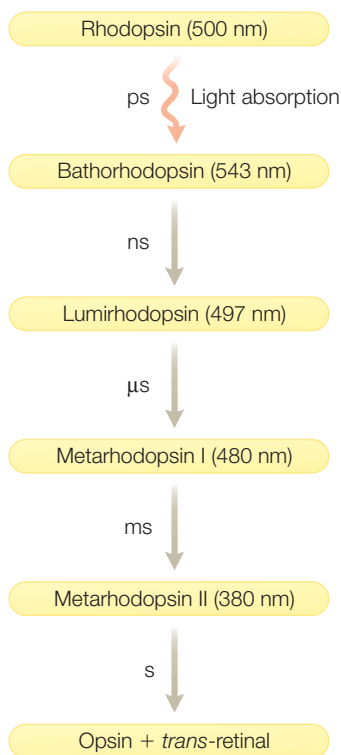 Rhodopsin (500 nm)
ps Light absorption
Bathorhodopsin (543 nm)
ns
Lumirhodopsin (497 nm)
μs
Metarhodopsin I (480 nm)
ms
Metarhodopsin II (380 nm)
s
Opsin + trans-retinal